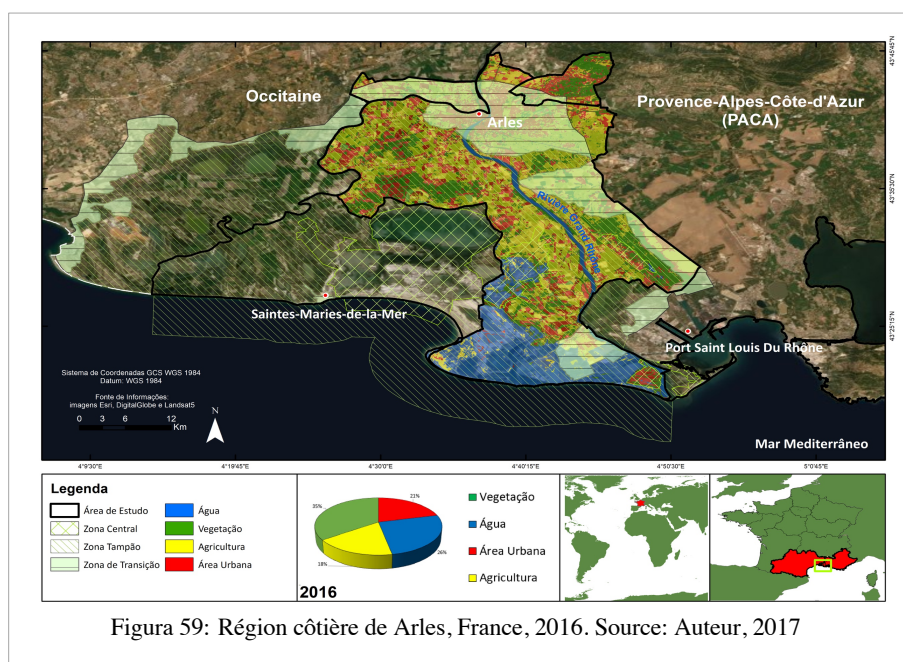 Occitaine
Provence-Alpes-Côte-d'Azur
(PACA)
Arles
Rivière Grand Rhône
Saintes-Maries-de-la-Mer
Port Saint Louis Du Rhône
Mar Mediterrâneo
Sistema de Coordenadas GCS WGS 1984
Datum: WGS 1984
Fonte de Informações:
imagens Esri, DigitalGlobe e Landsat5
0 3 6 12
Km
N
43°45'45"N
43°35'30"N
43°25'15"N
4°9'30"E 4°19'45"E 4°30'0"E 4°40'15"E 4°50'30"E 5°0'45"E
Legenda
Área de Estudo
Zona Central
Zona Tampão
Zona de Transição
Água
Vegetação
Agricultura
Área Urbana
35%
21%
26%
18%
2016
Vegetação
Água
Área Urbana
Agricultura
Figura 59: Région côtière de Arles, France, 2016. Source: Auteur, 2017